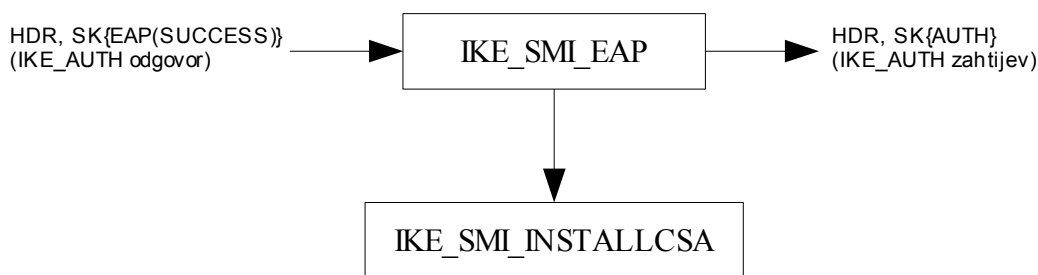 HDR, SK{EAP(SUCCESS)}
(IKE_AUTH odgovor)
IKE_SMI_EAP
HDR, SK{AUTH}
(IKE_AUTH zahtijev)
IKE_SMI_INSTALLCSA